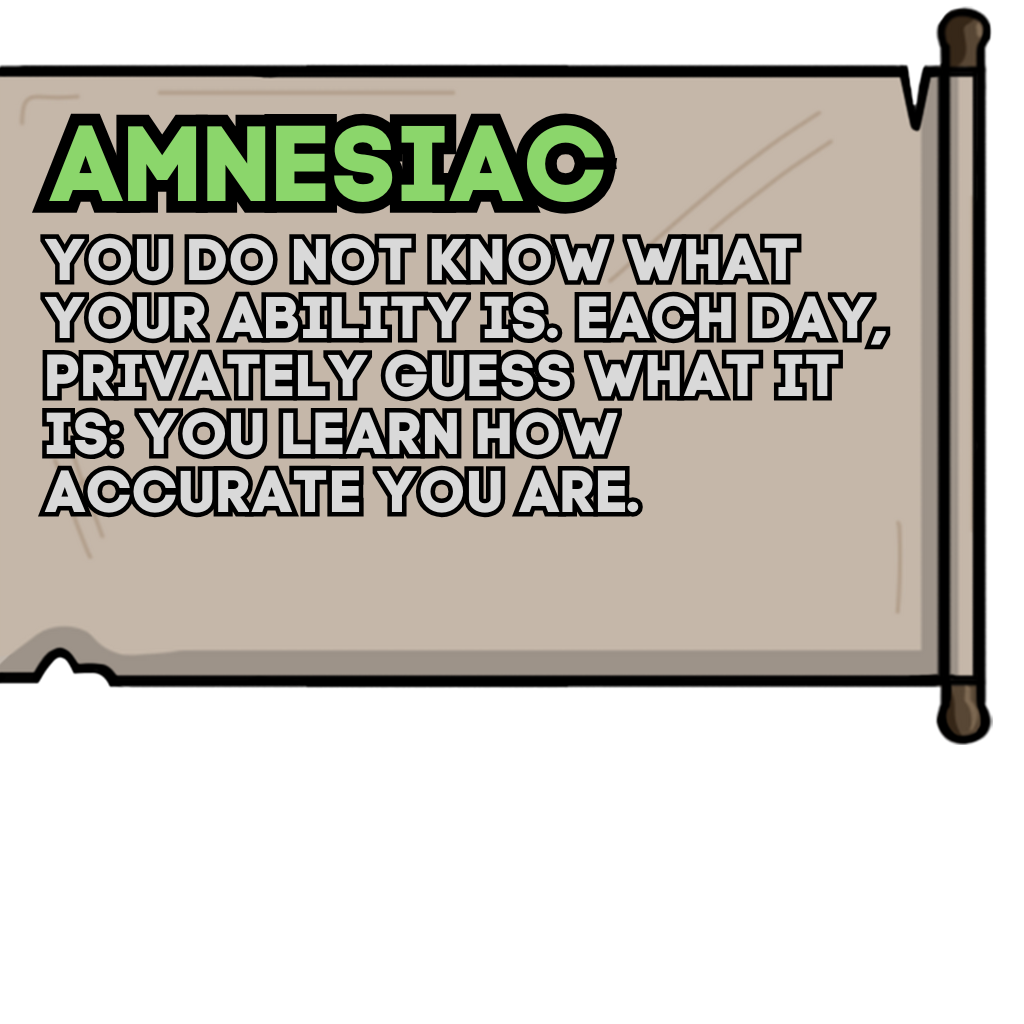 AMNESIAC
YOU DO NOT KNOW WHAT
YOUR ABILITY IS. EACH DAY,
PRIVATELY GUESS WHAT IT
IS: YOU LEARN HOW
ACCURATE YOU ARE.